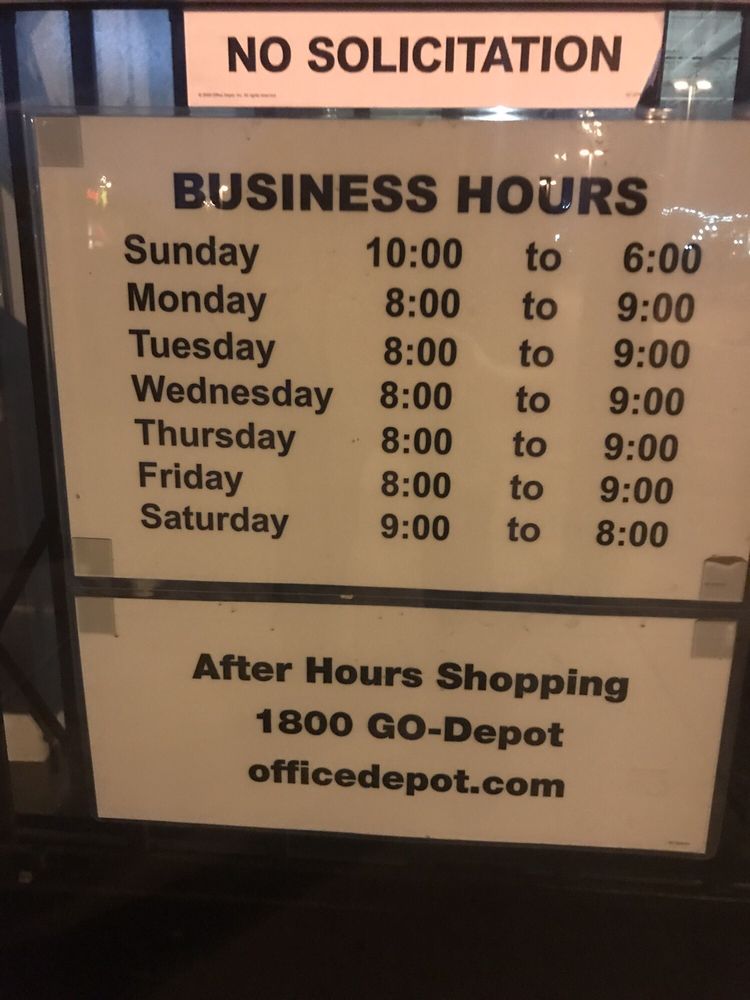 NO SOLICITATION
BUSINESS HOURS
Sunday 10:00 to 6:00
Monday 8:00 to 9:00
Tuesday 8:00 to 9:00
Wednesday 8:00 to 9:00
Thursday 8:00 to 9:00
Friday 8:00 to 9:00
Saturday 9:00 to 8:00
After Hours Shopping
1800 GO-Depot
officedepot.com